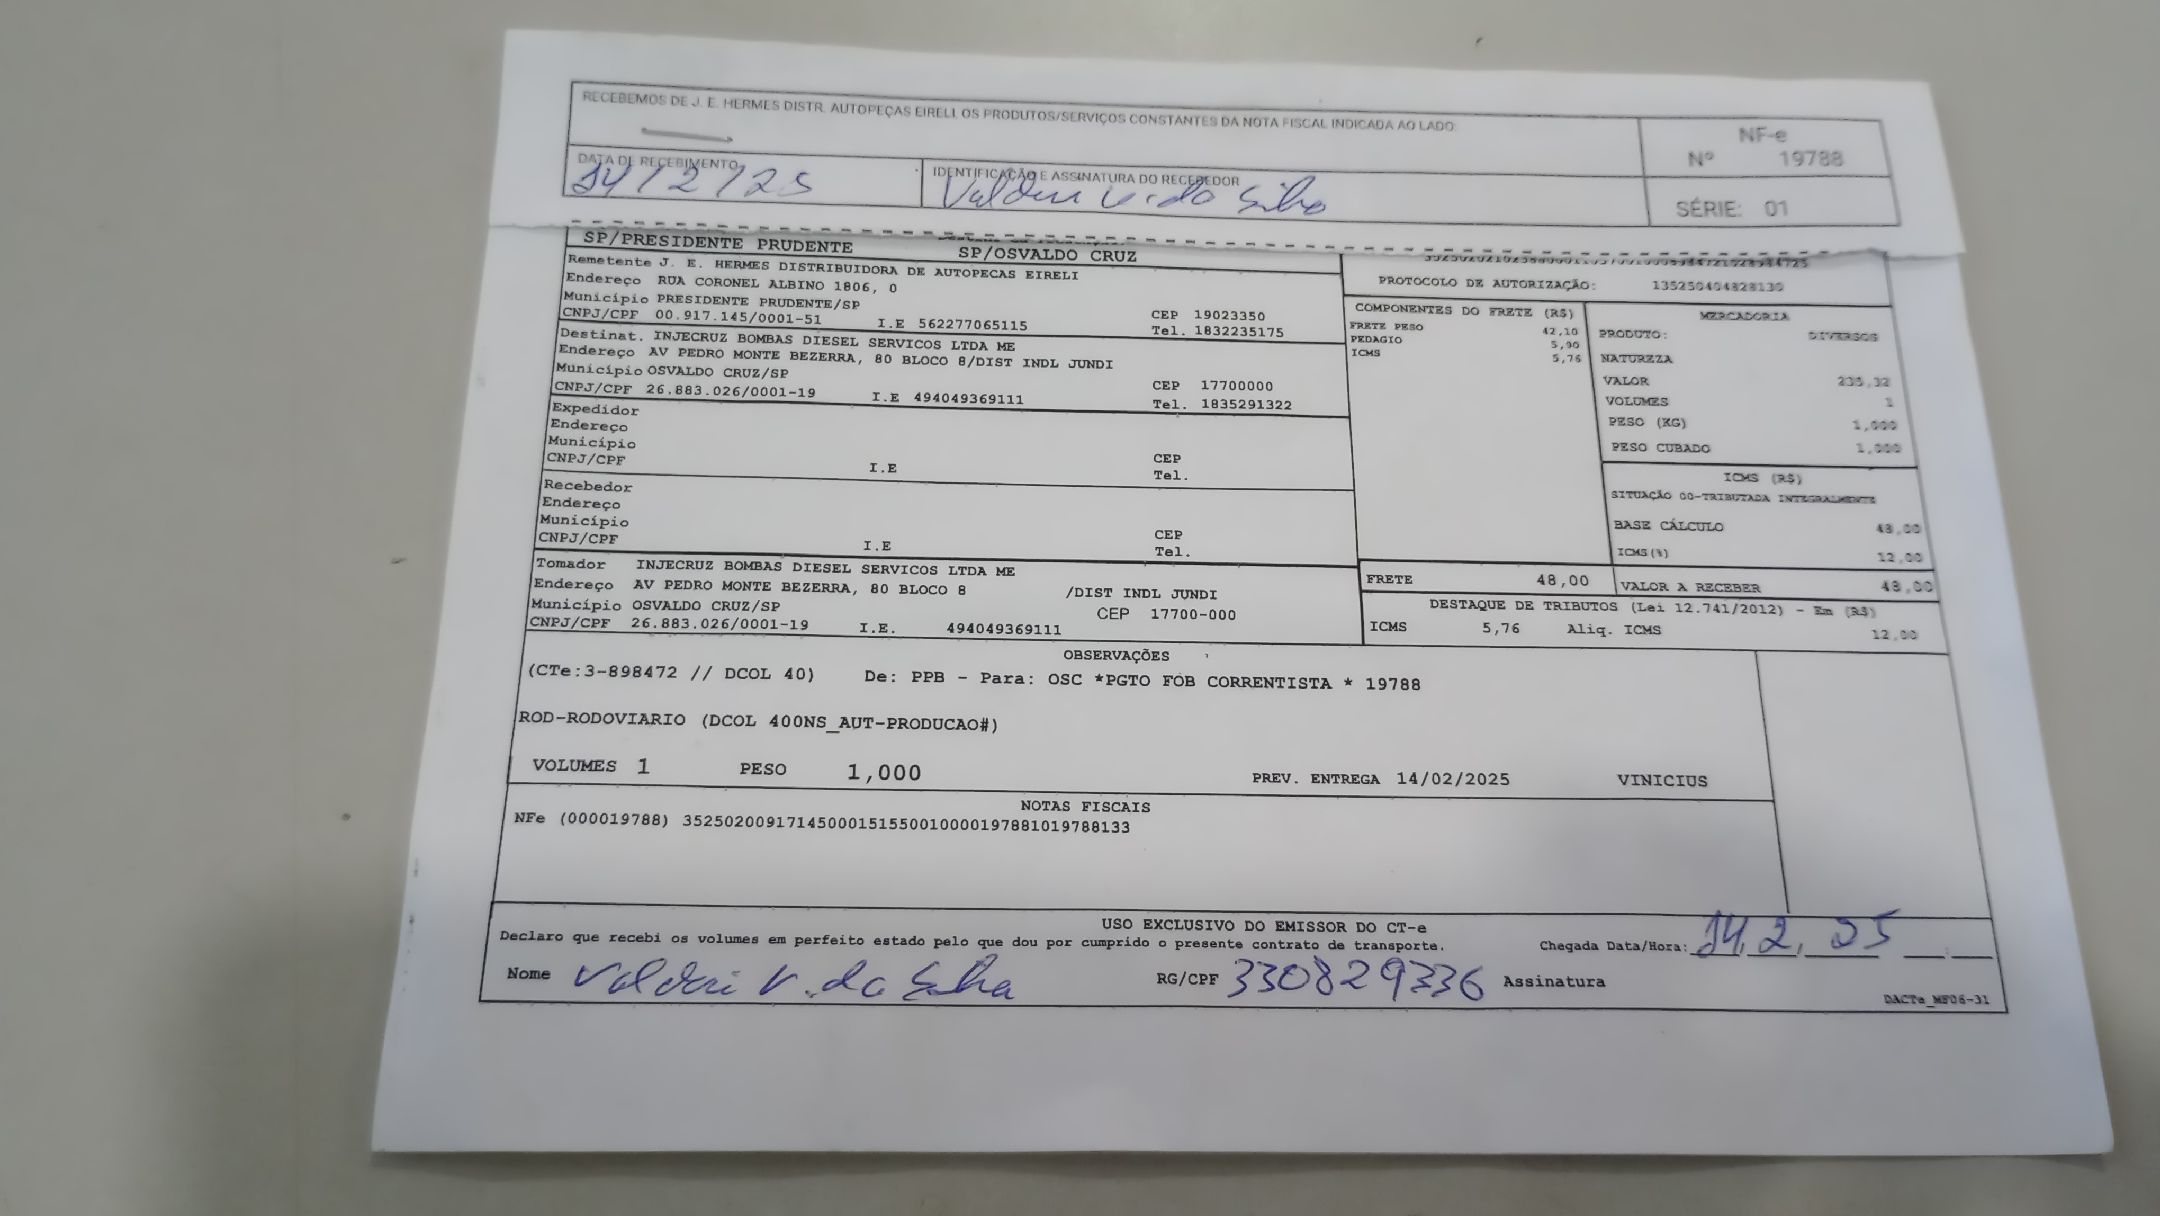 RECEBEMOS DE J. E. HERMES DISTR. AUTOPEÇAS EIRELI OS PRODUTOS/SERVIÇOS CONSTANTES DA NOTA FISCAL INDICADA AO LADO
NF-e
Nº 19788
SÉRIE: 01
DATA DE RECEBIMENTO
14/2/25
IDENTIFICAÇÃO E ASSINATURA DO RECEBEDOR
V. da Silva
SP/PRESIDENTE PRUDENTE SP/OSVALDO CRUZ
Remetente J. E. HERMES DISTRIBUIDORA DE AUTOPECAS EIRELI
Endereço RUA CORONEL ALBINO 1806, 0
Município PRESIDENTE PRUDENTE/SP CEP 19023350
CNPJ/CPF 00.917.145/0001-51 I.E 562277065115 Tel. 1832235175
Destinat. INJECRUZ BOMBAS DIESEL SERVICOS LTDA ME
Endereço AV PEDRO MONTE BEZERRA, 80 BLOCO 8/DIST INDL JUNDI
Município OSVALDO CRUZ/SP CEP 17700000
CNPJ/CPF 26.883.026/0001-19 I.E 494049369111 Tel. 1835291322
Expedidor
Endereço
Município CEP
CNPJ/CPF I.E Tel.
Recebedor
Endereço
Município CEP
CNPJ/CPF I.E Tel.
Tomador INJECRUZ BOMBAS DIESEL SERVICOS LTDA ME
Endereço AV PEDRO MONTE BEZERRA, 80 BLOCO 8 /DIST INDL JUNDI
Município OSVALDO CRUZ/SP CEP 17700-000
CNPJ/CPF 26.883.026/0001-19 I.E. 494049369111
PROTOCOLO DE AUTORIZAÇÃO:
COMPONENTES DO FRETE (R$)
FRETE PESO 42,10
PEDAGIO 5,90
ICMS 5,76
MERCADORIA
PRODUTO: DIVERSOS
NATUREZA
VALOR 235,32
VOLUMES 1
PESO (KG) 1,000
PESO CUBADO 1,000
ICMS (R$)
SITUAÇÃO 00-TRIBUTADA INTEGRALMENTE
BASE CÁLCULO 48,00
ICMS(%) 12,00
FRETE 48,00 VALOR A RECEBER 48,00
DESTAQUE DE TRIBUTOS (Lei 12.741/2012) - Em (R$)
ICMS 5,76 Aliq. ICMS 12,00
OBSERVAÇÕES
(CTe:3-898472 // DCOL 40) De: PPB - Para: OSC *PGTO FOB CORRENTISTA * 19788
ROD-RODOVIARIO (DCOL 400NS_AUT-PRODUCAO#)
VOLUMES 1 PESO 1,000 PREV. ENTREGA 14/02/2025 VINICIUS
NOTAS FISCAIS
NFe (000019788) 35250200917145000151550010000197881019788133
USO EXCLUSIVO DO EMISSOR DO CT-e
Declaro que recebi os volumes em perfeito estado pelo que dou por cumprido o presente contrato de transporte. Chegada Data/Hora: 14 2 25
Nome V. da Silva RG/CPF 330829336 Assinatura
DACTe_MF06-31